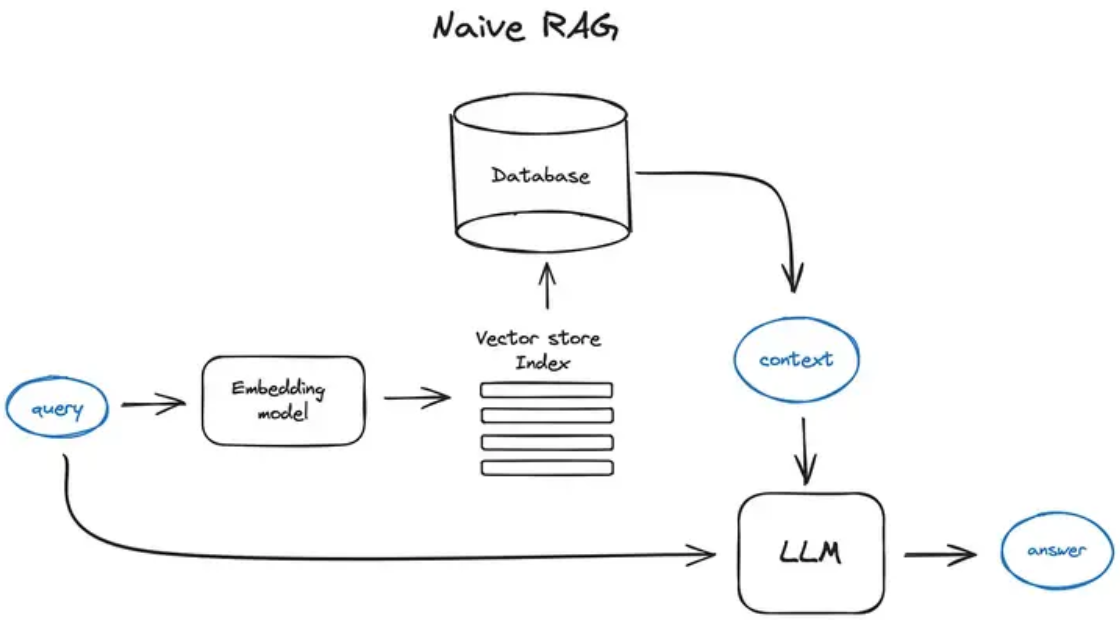 Naive RAG
Database
Vector store
Index
context
query
Embedding
model
LLM
answer